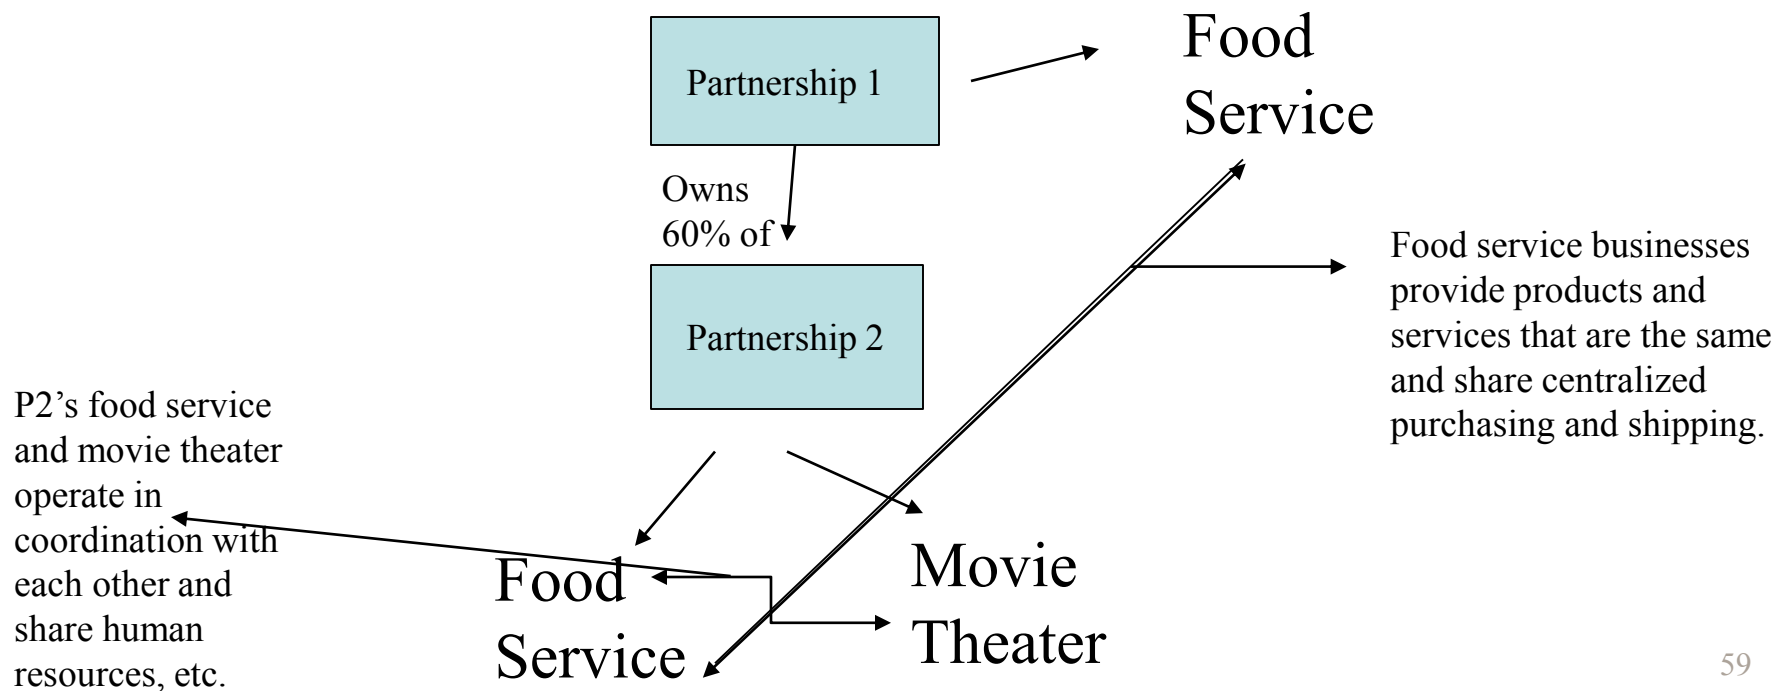 Partnership 1
Food
Service
Owns
60% of
Partnership 2
Food service businesses
provide products and
services that are the same
and share centralized
purchasing and shipping.
P2’s food service
and movie theater
operate in
coordination with
each other and
share human
resources, etc.
Food
Service
Movie
Theater
59